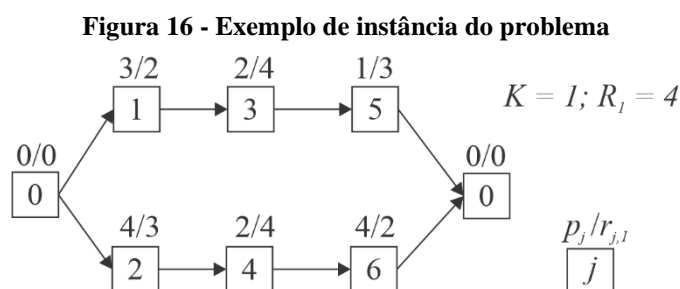 Figura 16 - Exemplo de instância do problema
3/2 2/4 1/3
1 3 5
K = 1; R₁ = 4
0/0 0/0
0 0
4/3 2/4 4/2
2 4 6
pⱼ/rⱼ,₁
j